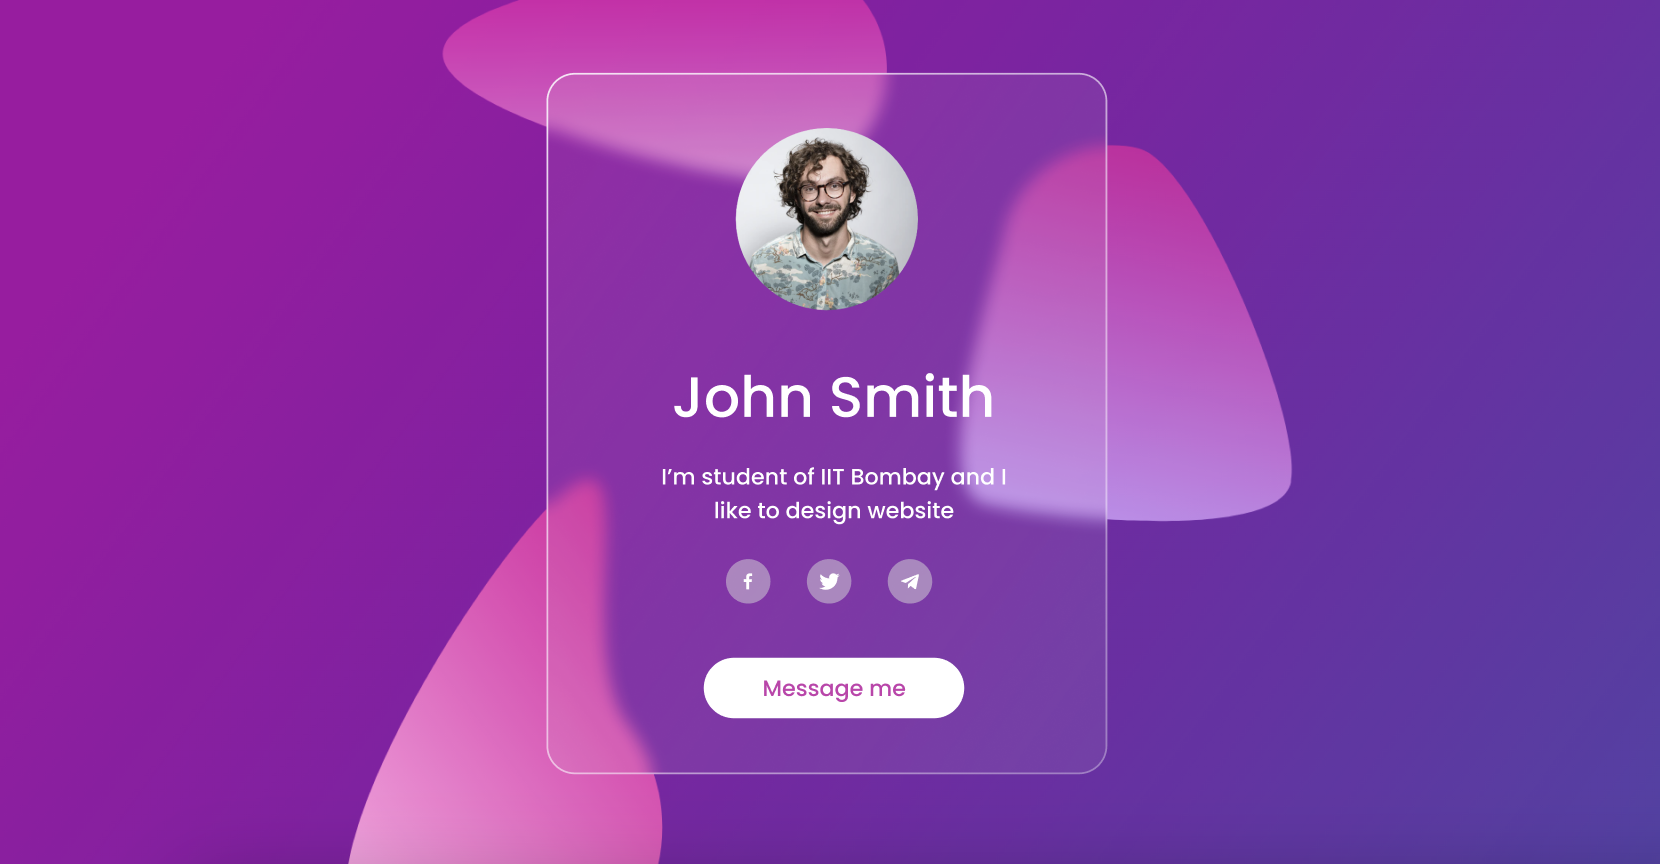 John Smith
I’m student of IIT Bombay and I
like to design website
Message me